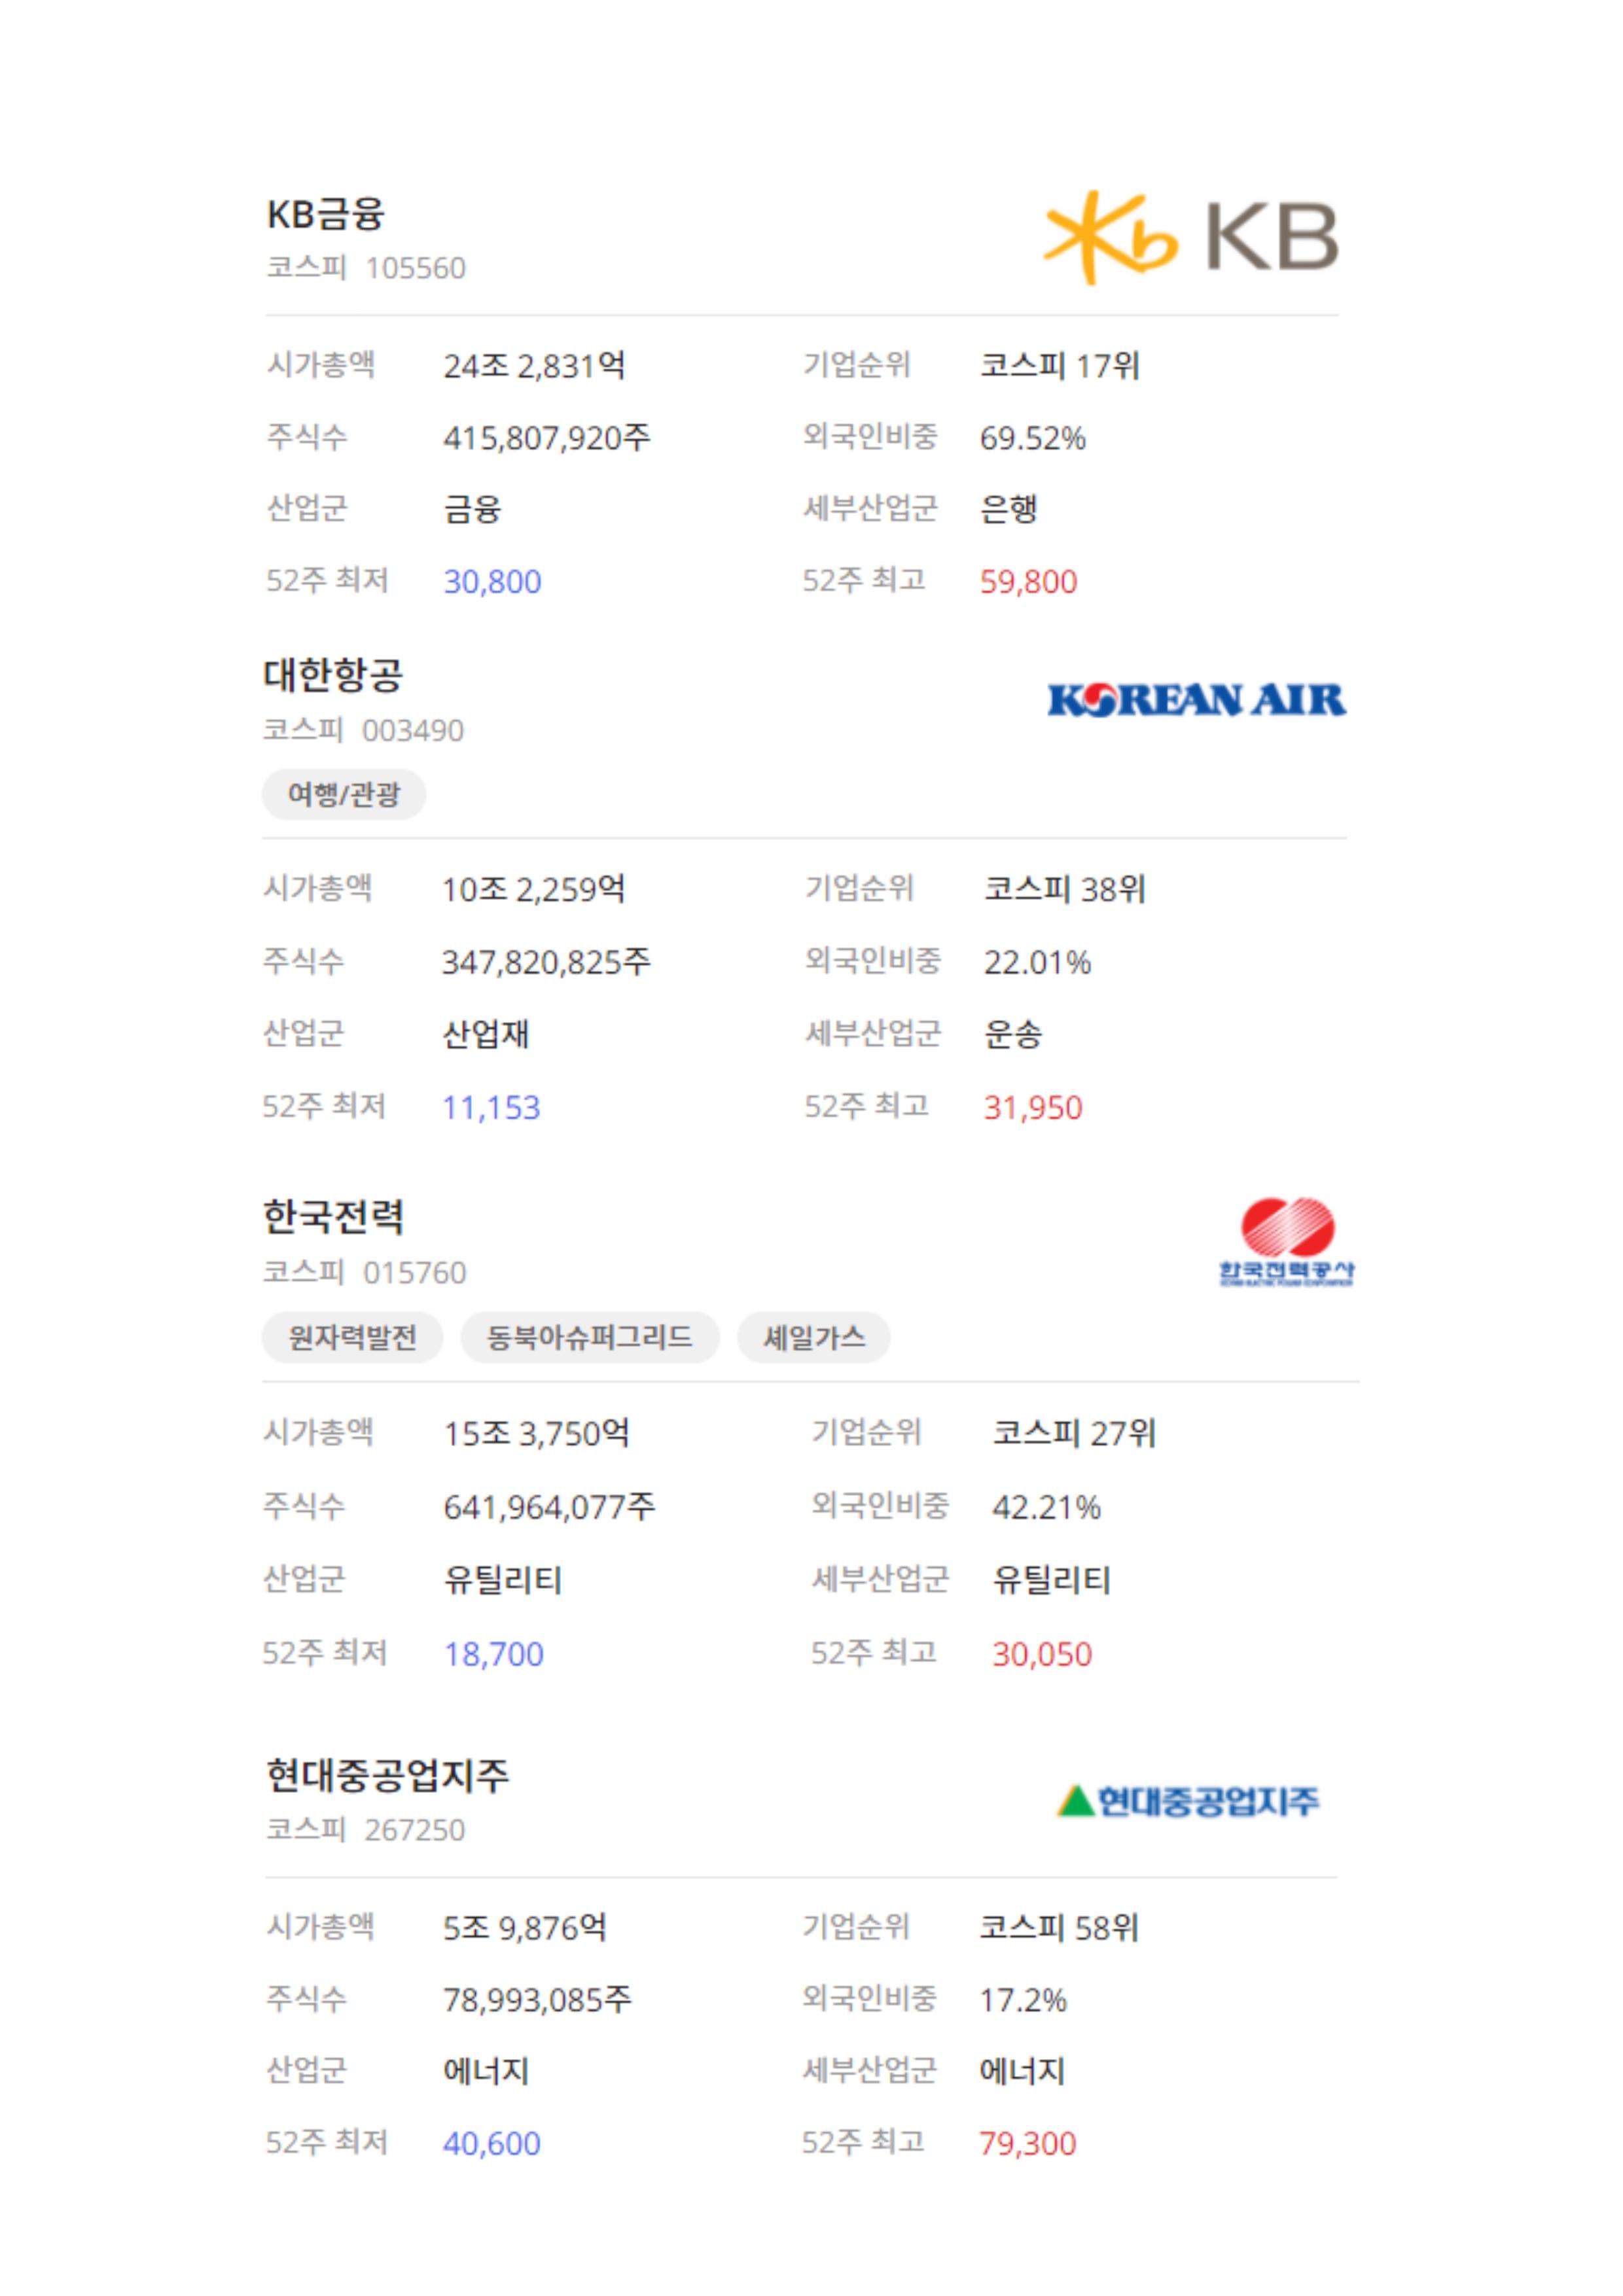 KB금융
Kb KB
코스피 105560
시가총액 24조 2,831억 기업순위 코스피 17위
주식수 415,807,920주 외국인비중 69.52%
산업군 금융 세부산업군 은행
52주 최저 30,800 52주 최고 59,800
대한항공
KOREAN AIR
코스피 003490
여행/관광
시가총액 10조 2,259억 기업순위 코스피 38위
주식수 347,820,825주 외국인비중 22.01%
산업군 산업재 세부산업군 운송
52주 최저 11,153 52주 최고 31,950
한국전력
코스피 015760
한국전력공사
원자력발전 동북아슈퍼그리드 셰일가스
시가총액 15조 3,750억 기업순위 코스피 27위
주식수 641,964,077주 외국인비중 42.21%
산업군 유틸리티 세부산업군 유틸리티
52주 최저 18,700 52주 최고 30,050
현대중공업지주
현대중공업지주
코스피 267250
시가총액 5조 9,876억 기업순위 코스피 58위
주식수 78,993,085주 외국인비중 17.2%
산업군 에너지 세부산업군 에너지
52주 최저 40,600 52주 최고 79,300